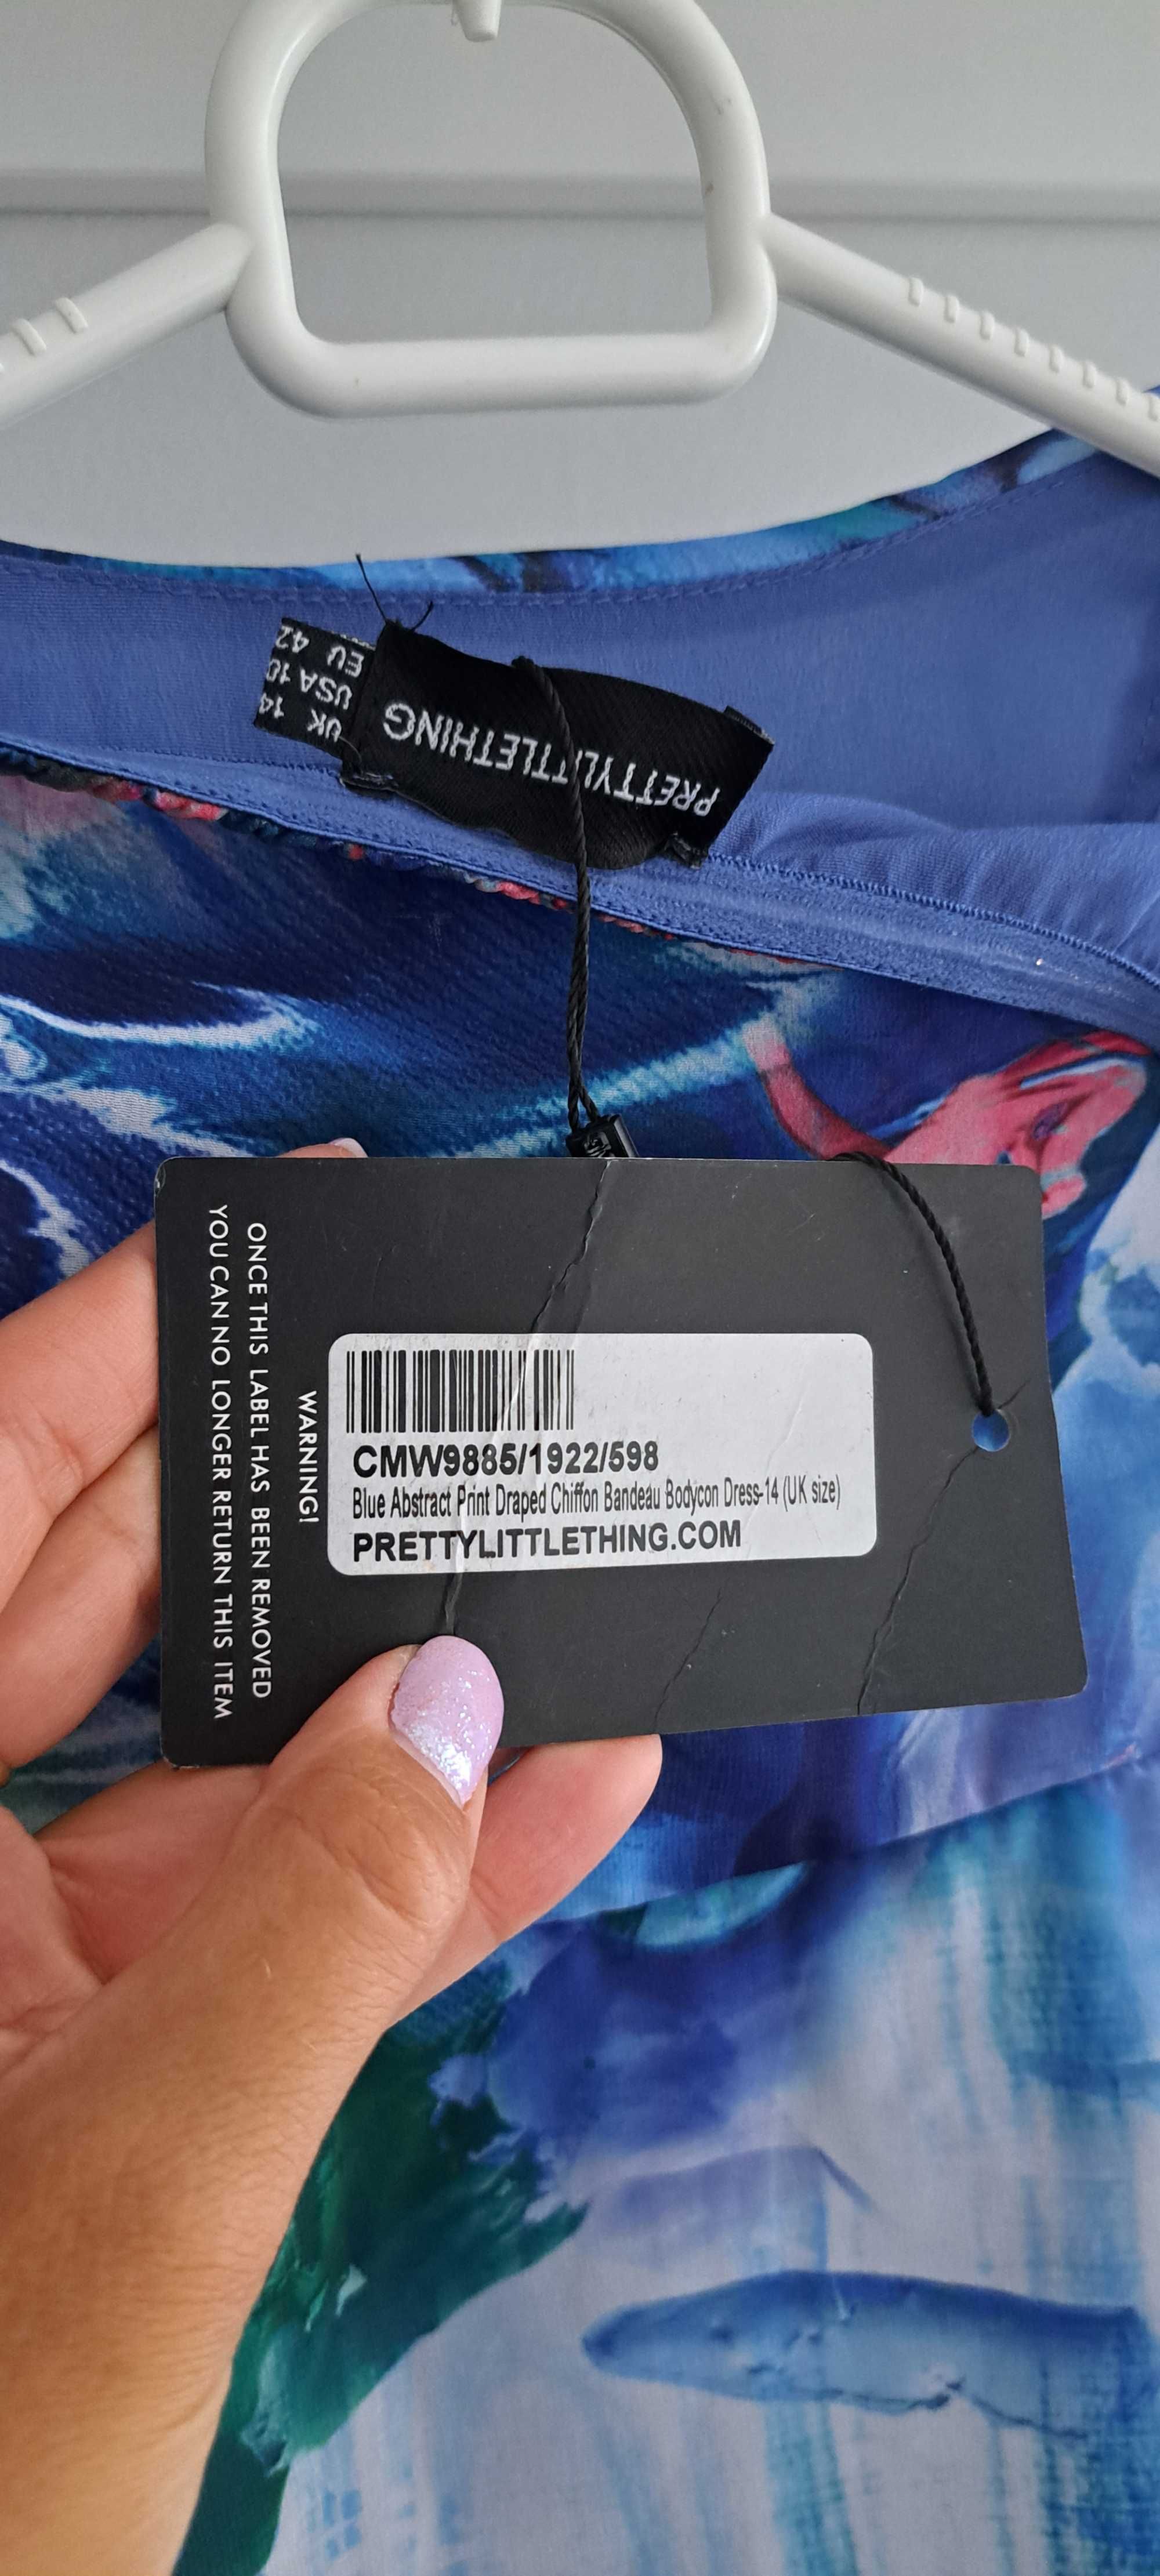 PRETTYLITTLETHING
UK 14
USA 10
EU 42
CMW9885/1922/598
Blue Abstract Print Draped Chiffon Bandeau Bodycon Dress-14 (UK size)
PRETTYLITTLETHING.COM
WARNING!
ONCE THIS LABEL HAS BEEN REMOVED
YOU CAN NO LONGER RETURN THIS ITEM